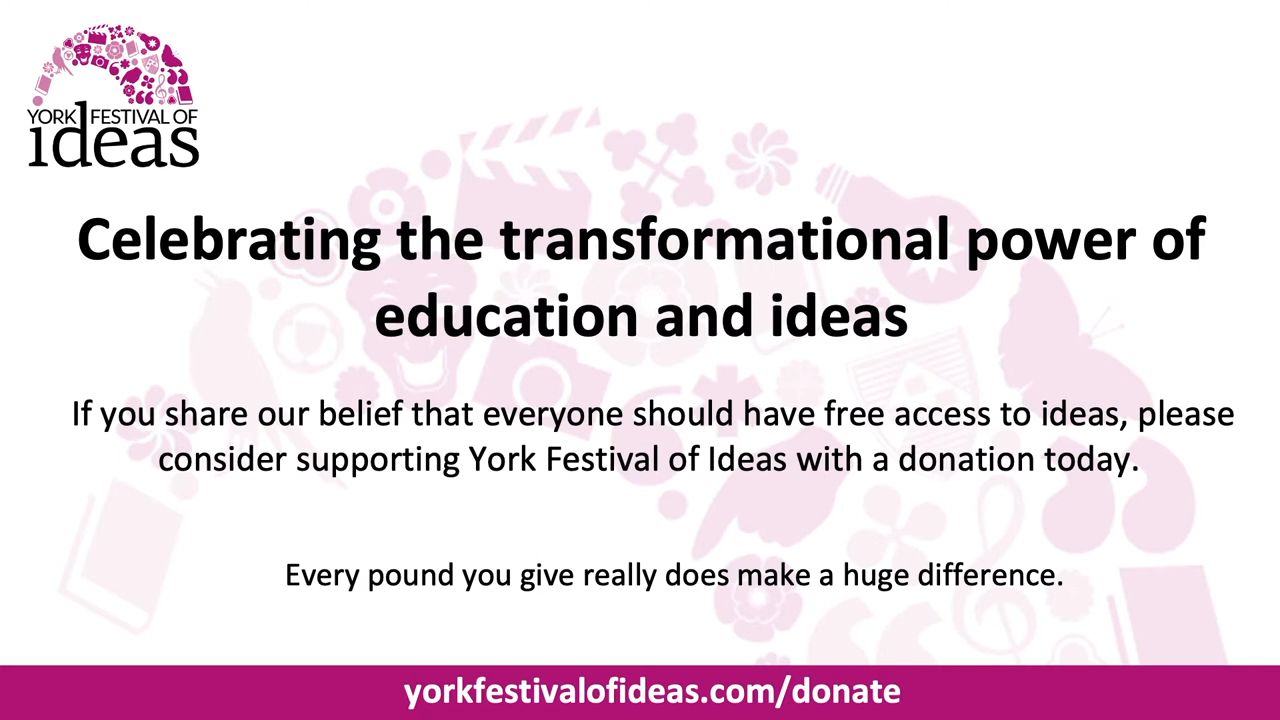 YORK FESTIVAL OF
ideas
Celebrating the transformational power of
education and ideas
If you share our belief that everyone should have free access to ideas, please
consider supporting York Festival of Ideas with a donation today.
Every pound you give really does make a huge difference.
yorkfestivalofideas.com/donate